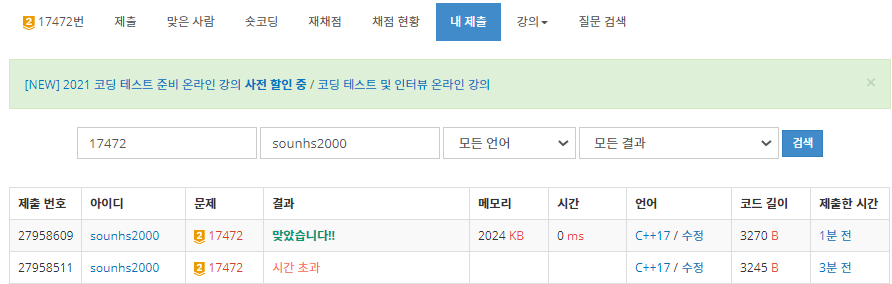 2 17472번 제출 맞은 사람 숏코딩 재채점 채점 현황 내 제출 강의 질문 검색
[NEW] 2021 코딩 테스트 준비 온라인 강의 사전 할인 중 / 코딩 테스트 및 인터뷰 온라인 강의 ×
17472 sounhs2000 모든 언어 모든 결과 검색
제출 번호 아이디 문제 결과 메모리 시간 언어 코드 길이 제출한 시간
27958609 sounhs2000 2 17472 맞았습니다!! 2024 KB 0 ms C++17 / 수정 3270 B 1분 전
27958511 sounhs2000 2 17472 시간 초과 C++17 / 수정 3245 B 3분 전